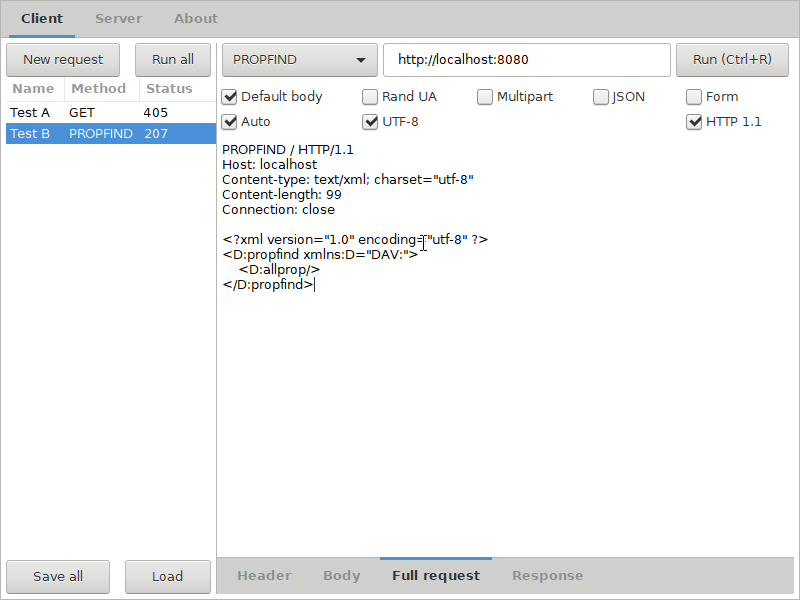 Client Server About
New request Run all PROPFIND http://localhost:8080 Run (Ctrl+R)
Name Method Status
Test A GET 405
Test B PROPFIND 207
Default body Rand UA Multipart JSON Form
Auto UTF-8 HTTP 1.1
PROPFIND / HTTP/1.1
Host: localhost
Content-type: text/xml; charset="utf-8"
Content-length: 99
Connection: close
<?xml version="1.0" encoding="utf-8" ?>
<D:propfind xmlns:D="DAV:">
<D:allprop/>
</D:propfind>
Save all Load
Header Body Full request Response